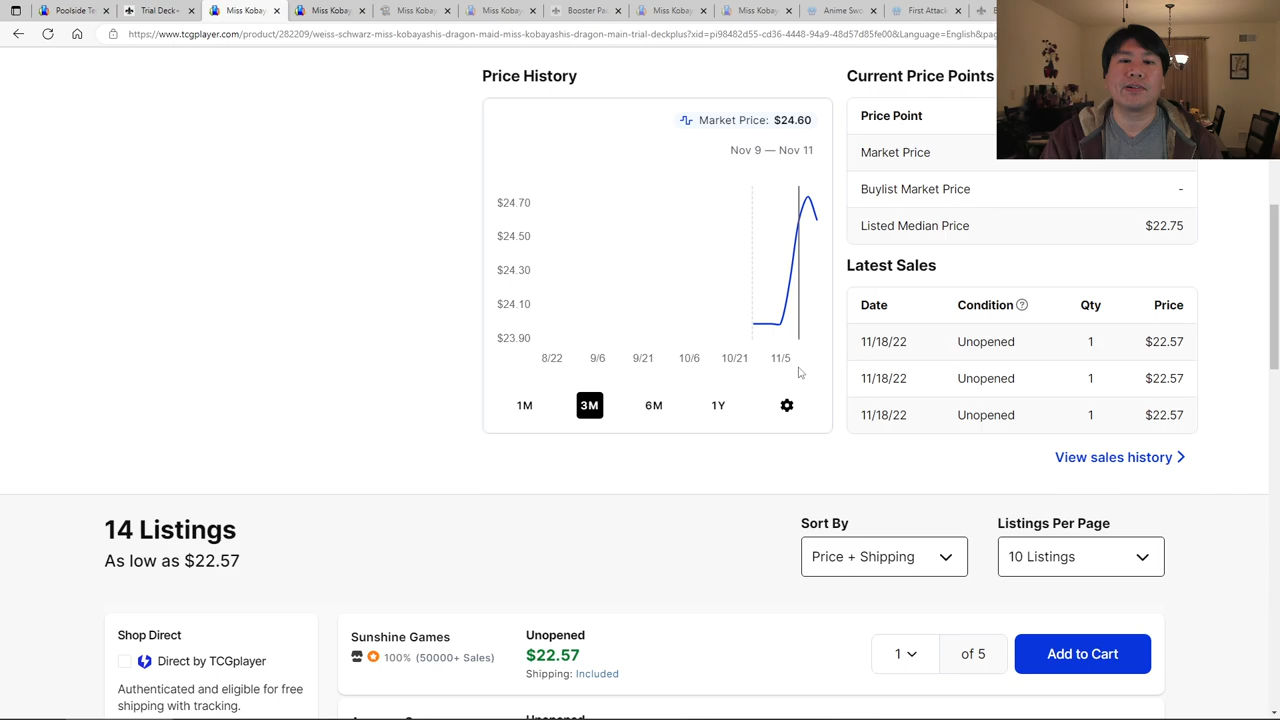 Poolside Te
Trial Deck+
Miss Kobay
Miss Kobay
Miss Kobay
Miss Kobay
Booster Pac
Miss Kobay
Miss Kobay
Anime Swo
First Attack
https://www.tcgplayer.com/product/282209/weiss-schwarz-miss-kobayashis-dragon-maid-miss-kobayashis-dragon-main-trial-deckplus?xid=pi98482d55-cd36-4448-94a9-48d57d85fe00&Language=English&pag
Price History
Market Price: $24.60
Nov 9 — Nov 11
$24.70
$24.50
$24.30
$24.10
$23.90
8/22 9/6 9/21 10/6 10/21 11/5
1M 3M 6M 1Y
Current Price Points
Price Point
Market Price
Buylist Market Price -
Listed Median Price $22.75
Latest Sales
Date Condition ? Qty Price
11/18/22 Unopened 1 $22.57
11/18/22 Unopened 1 $22.57
11/18/22 Unopened 1 $22.57
View sales history
14 Listings
As low as $22.57
Sort By
Price + Shipping
Listings Per Page
10 Listings
Shop Direct
Direct by TCGplayer
Authenticated and eligible for free
shipping with tracking.
Sunshine Games
100% (50000+ Sales)
Unopened
$22.57
Shipping: Included
1 of 5
Add to Cart